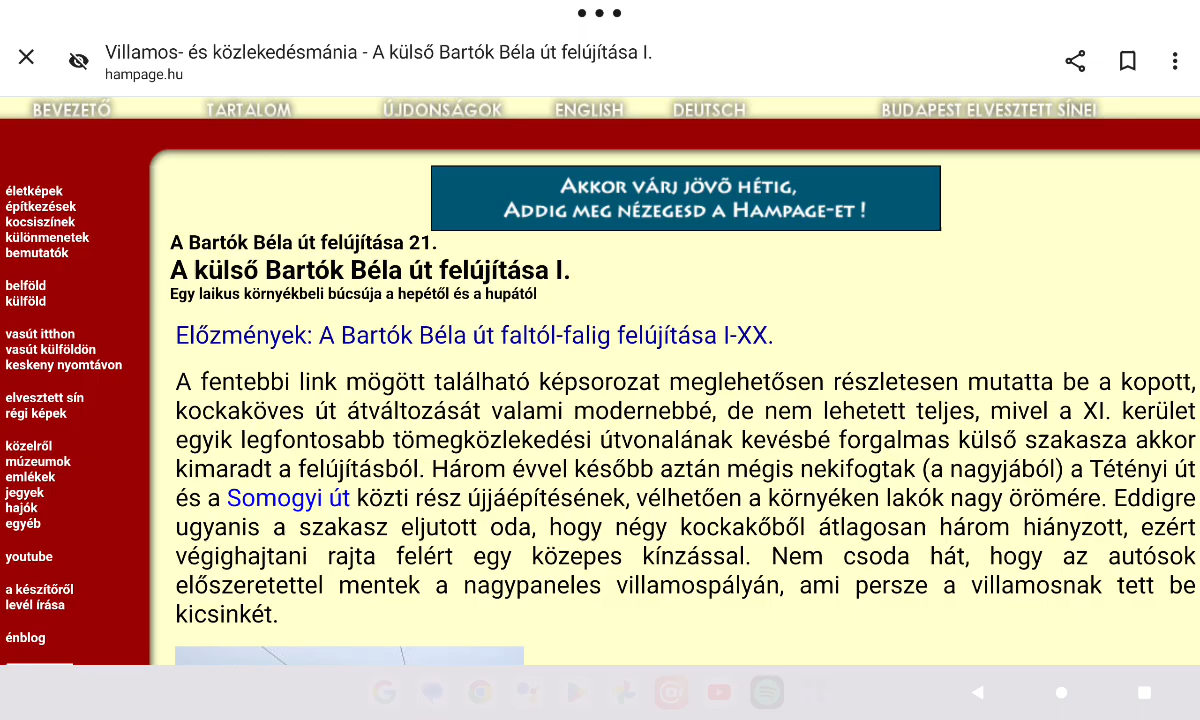 Villamos- és közlekedésmánia - A külső Bartók Béla út felújítása I.
hampage.hu
BEVEZETŐ TARTALOM ÚJDONSÁGOK ENGLISH DEUTSCH BUDAPEST ELVESZTETT SÍNEI
AKKOR VÁRJ JÖVÕ HÉTIG,
ADDIG MEG NÉZEGESD A HAMPAGE-ET !
életképek
építkezések
kocsiszínek
különmenetek
bemutatók
belföld
külföld
vasút itthon
vasút külföldön
keskeny nyomtávon
elvesztett sín
régi képek
közelről
múzeumok
emlékek
jegyek
hajók
egyéb
youtube
a készítőről
levél írása
énblog
A Bartók Béla út felújítása 21.
A külső Bartók Béla út felújítása I.
Egy laikus környékbeli búcsúja a hepétől és a hupától
Előzmények: A Bartók Béla út faltól-falig felújítása I-XX.
A fentebbi link mögött található képsorozat meglehetősen részletesen mutatta be a kopott,
kockaköves út átváltozását valami modernebbé, de nem lehetett teljes, mivel a XI. kerület
egyik legfontosabb tömegközlekedési útvonalának kevésbé forgalmas külső szakasza akkor
kimaradt a felújításból. Három évvel később aztán mégis nekifogtak (a nagyjából) a Tétényi út
és a Somogyi út közti rész újjáépítésének, vélhetően a környéken lakók nagy örömére. Eddigre
ugyanis a szakasz eljutott oda, hogy négy kockakőből átlagosan három hiányzott, ezért
végighajtani rajta felért egy közepes kínzással. Nem csoda hát, hogy az autósok
előszeretettel mentek a nagypaneles villamospályán, ami persze a villamosnak tett be
kicsinkét.